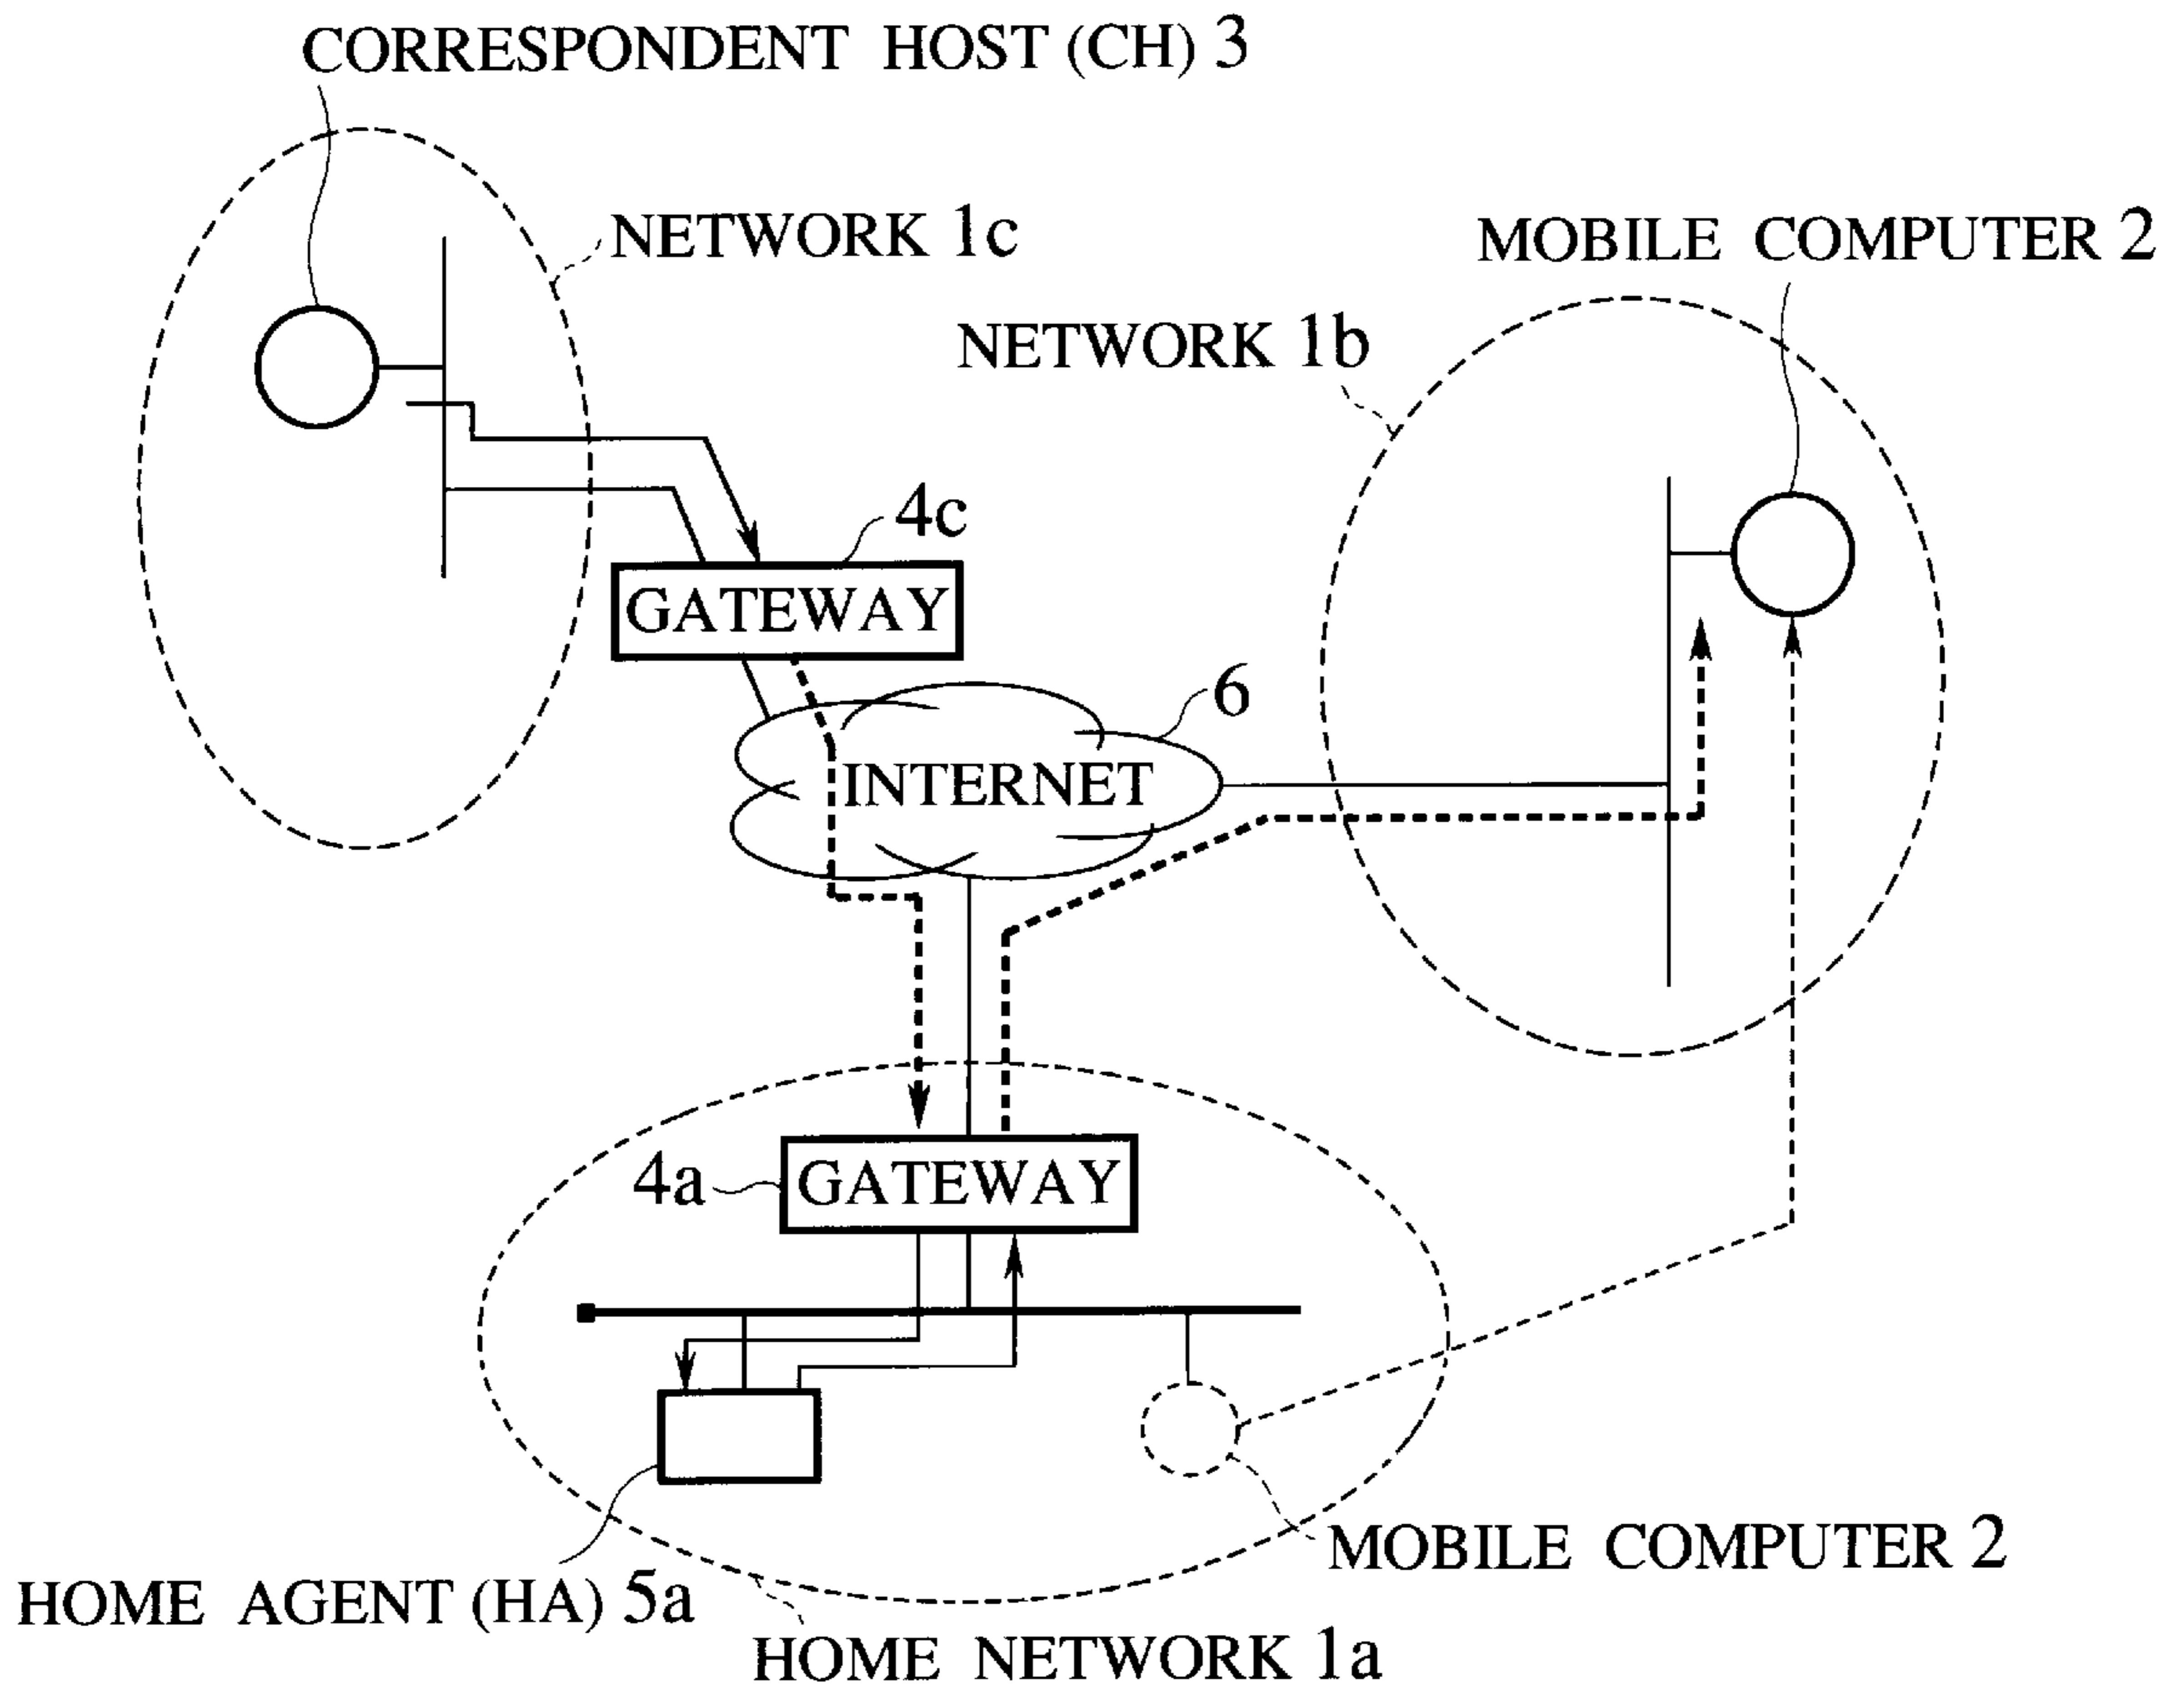 CORRESPONDENT HOST (CH) 3
NETWORK 1c
MOBILE COMPUTER 2
NETWORK 1b
4c
GATEWAY
6
INTERNET
4a
GATEWAY
MOBILE COMPUTER 2
HOME AGENT (HA) 5a
HOME NETWORK 1a